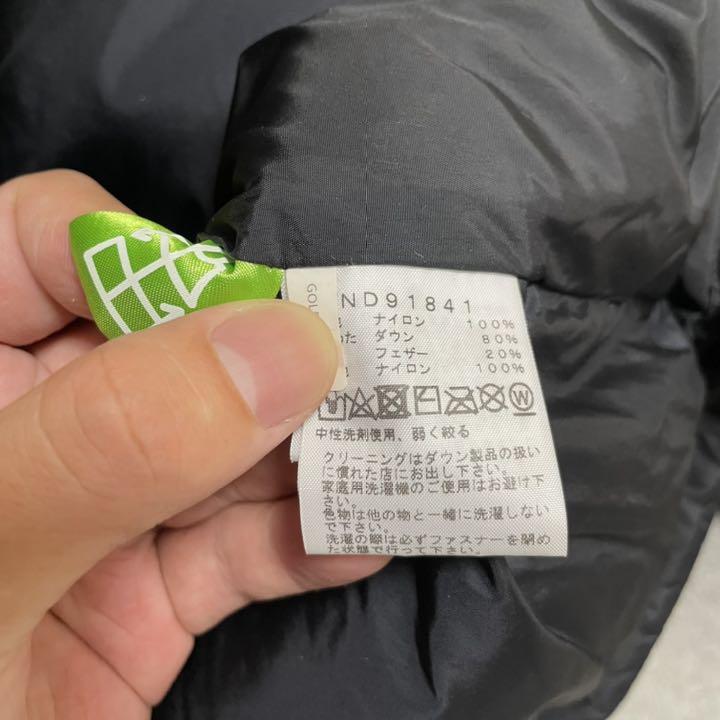 GOL
ND91841
ナイロン 100%
た ダウン 80%
フェザー 20%
地 ナイロン 100%
W
中性洗剤使用、弱く絞る
クリーニングはダウン製品の扱い
に慣れた店にお出し下さい。
家庭用洗濯機のご使用はお避け下
さい。
色物は他の物と一緒に洗濯しない
で下さい。
洗濯の際は必ずファスナーを閉め
た状態で行って下さい。